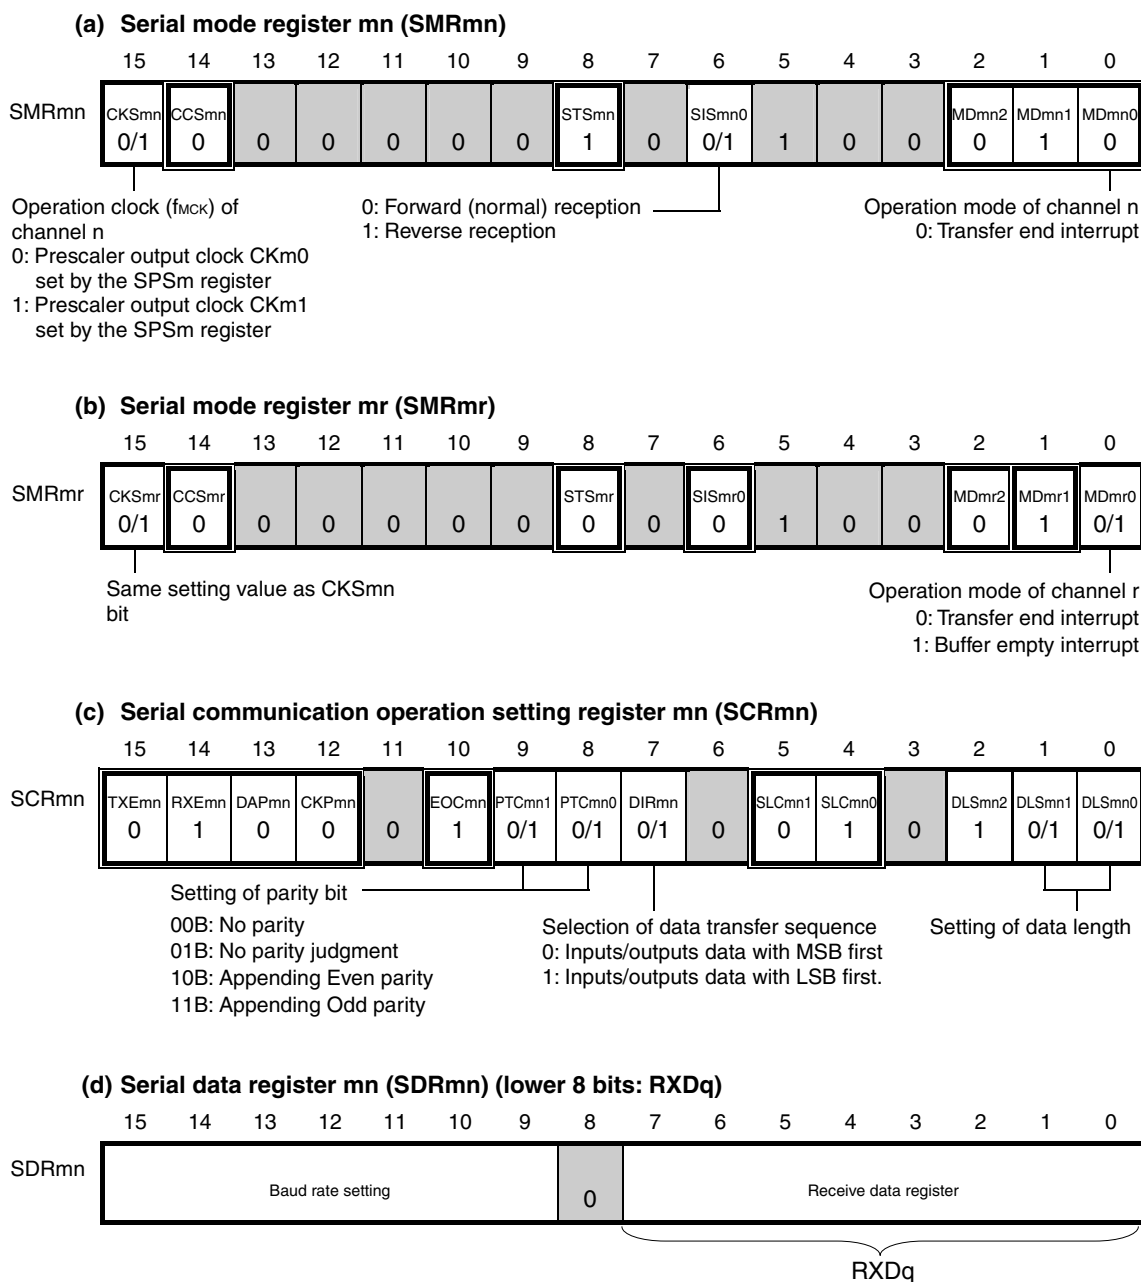 (a) Serial mode register mn (SMRmn)
15 14 13 12 11 10 9 8 7 6 5 4 3 2 1 0
SMRmn
CKSmn CCSmn STSmn SISmn0 MDmn2 MDmn1 MDmn0
0/1 0 0 0 0 0 0 1 0 0/1 1 0 0 0 1 0
Operation clock (fMCK) of
channel n
0: Prescaler output clock CKm0
set by the SPSm register
1: Prescaler output clock CKm1
set by the SPSm register
0: Forward (normal) reception
1: Reverse reception
Operation mode of channel n
0: Transfer end interrupt
(b) Serial mode register mr (SMRmr)
15 14 13 12 11 10 9 8 7 6 5 4 3 2 1 0
SMRmr
CKSmr CCSmr STSmr SISmr0 MDmr2 MDmr1 MDmr0
0/1 0 0 0 0 0 0 0 0 0 1 0 0 0 1 0/1
Same setting value as CKSmn
bit
Operation mode of channel r
0: Transfer end interrupt
1: Buffer empty interrupt
(c) Serial communication operation setting register mn (SCRmn)
15 14 13 12 11 10 9 8 7 6 5 4 3 2 1 0
SCRmn
TXEmn RXEmn DAPmn CKPmn EOCmn PTCmn1 PTCmn0 DIRmn SLCmn1 SLCmn0 DLSmn2 DLSmn1 DLSmn0
0 1 0 0 0 1 0/1 0/1 0/1 0 0 1 0 1 0/1 0/1
Setting of parity bit
00B: No parity
01B: No parity judgment
10B: Appending Even parity
11B: Appending Odd parity
Selection of data transfer sequence
0: Inputs/outputs data with MSB first
1: Inputs/outputs data with LSB first.
Setting of data length
(d) Serial data register mn (SDRmn) (lower 8 bits: RXDq)
15 14 13 12 11 10 9 8 7 6 5 4 3 2 1 0
SDRmn
Baud rate setting 0 Receive data register
RXDq